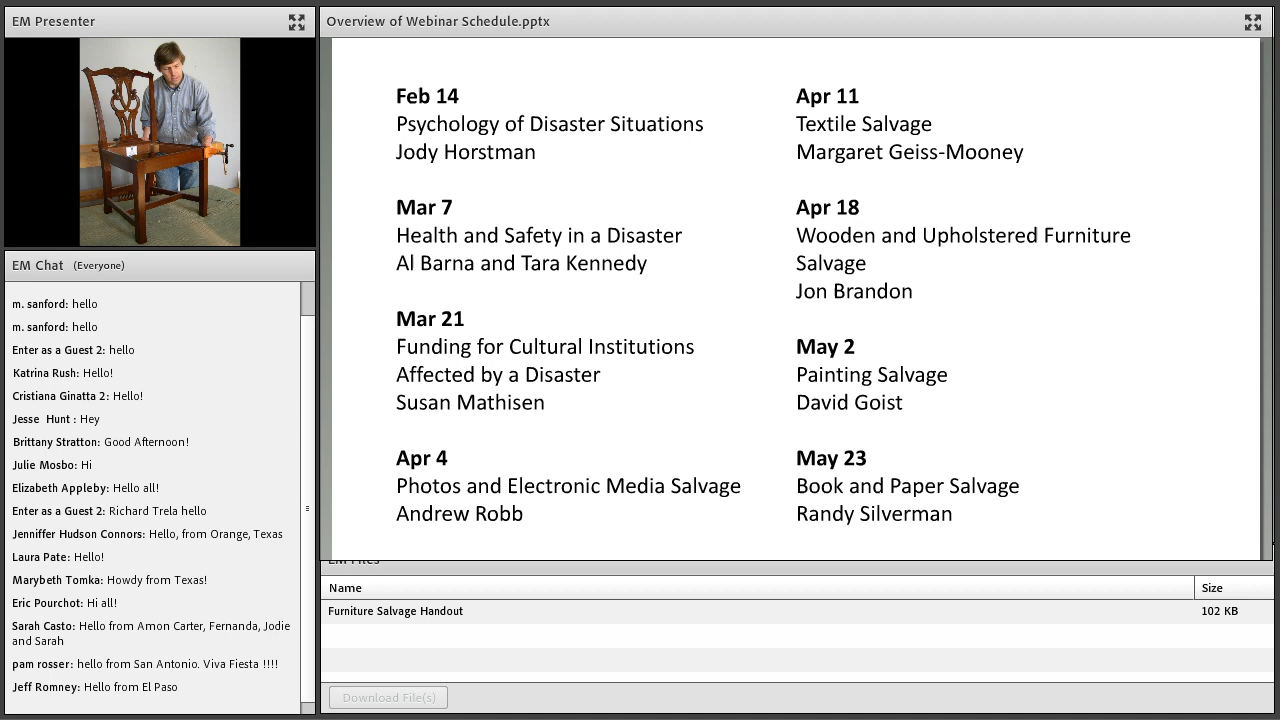 EM Presenter
EM Chat (Everyone)
m. sanford: hello
m. sanford: hello
Enter as a Guest 2: hello
Katrina Rush: Hello!
Cristiana Ginatta 2: Hello!
Jesse Hunt : Hey
Brittany Stratton: Good Afternoon!
Julie Mosbo: Hi
Elizabeth Appleby: Hello all!
Enter as a Guest 2: Richard Trela hello
Jenniffer Hudson Connors: Hello, from Orange, Texas
Laura Pate: Hello!
Marybeth Tomka: Howdy from Texas!
Eric Pourchot: Hi all!
Sarah Casto: Hello from Amon Carter, Fernanda, Jodie
and Sarah
pam rosser: hello from San Antonio. Viva Fiesta !!!!
Jeff Romney: Hello from El Paso
Overview of Webinar Schedule.pptx
Feb 14
Psychology of Disaster Situations
Jody Horstman
Mar 7
Health and Safety in a Disaster
Al Barna and Tara Kennedy
Mar 21
Funding for Cultural Institutions
Affected by a Disaster
Susan Mathisen
Apr 4
Photos and Electronic Media Salvage
Andrew Robb
Apr 11
Textile Salvage
Margaret Geiss-Mooney
Apr 18
Wooden and Upholstered Furniture
Salvage
Jon Brandon
May 2
Painting Salvage
David Goist
May 23
Book and Paper Salvage
Randy Silverman
EM Files
Name Size
Furniture Salvage Handout 102 KB
Download File(s)